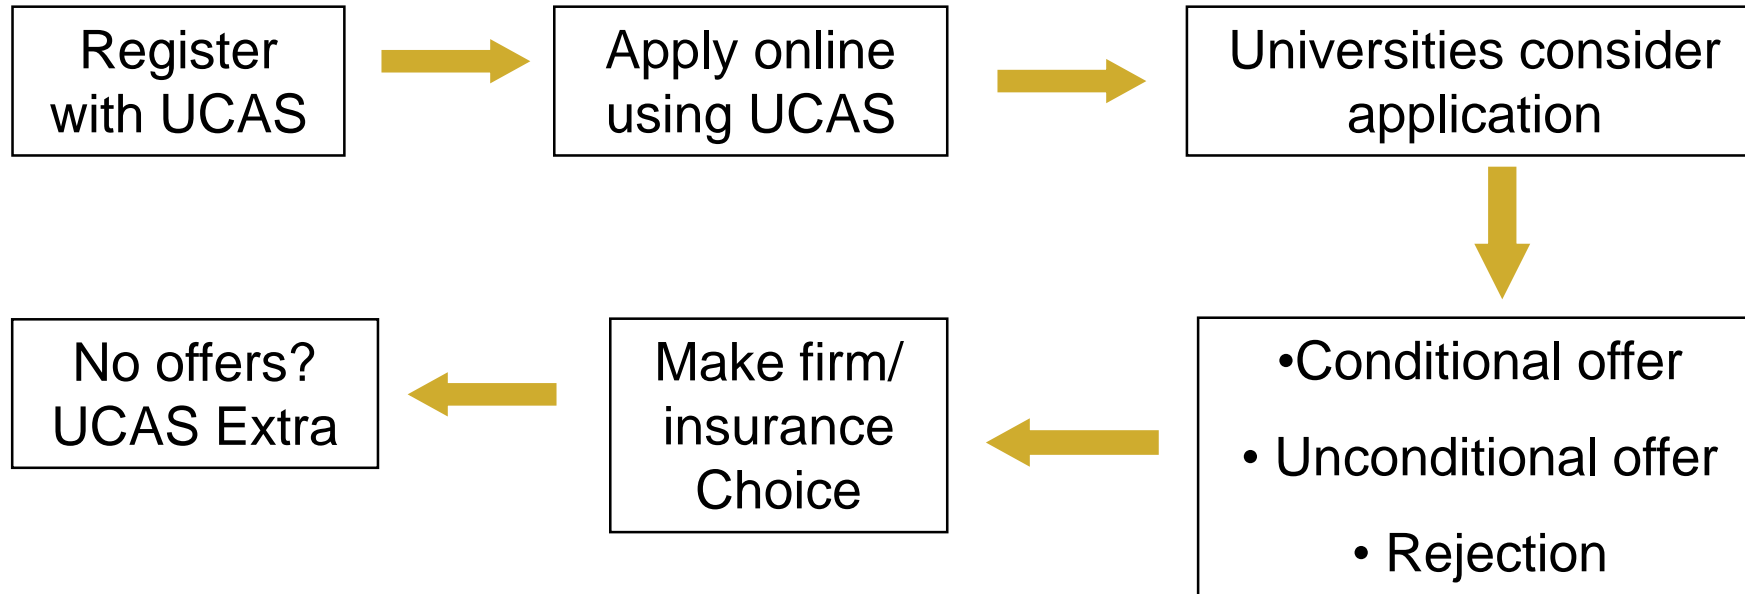 Register
with UCAS
Apply online
using UCAS
Universities consider
application
•Conditional offer
• Unconditional offer
• Rejection
Make firm/
insurance
Choice
No offers?
UCAS Extra